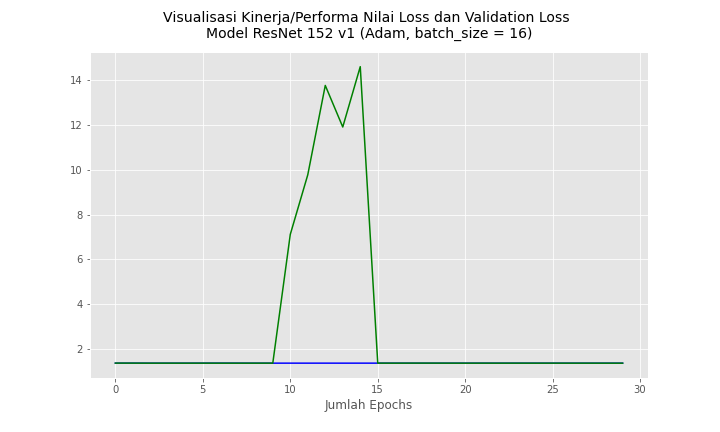 Visualisasi Kinerja/Performa Nilai Loss dan Validation Loss
Model ResNet 152 v1 (Adam, batch_size = 16)
14
12
10
8
6
4
2
0 5 10 15 20 25 30
Jumlah Epochs